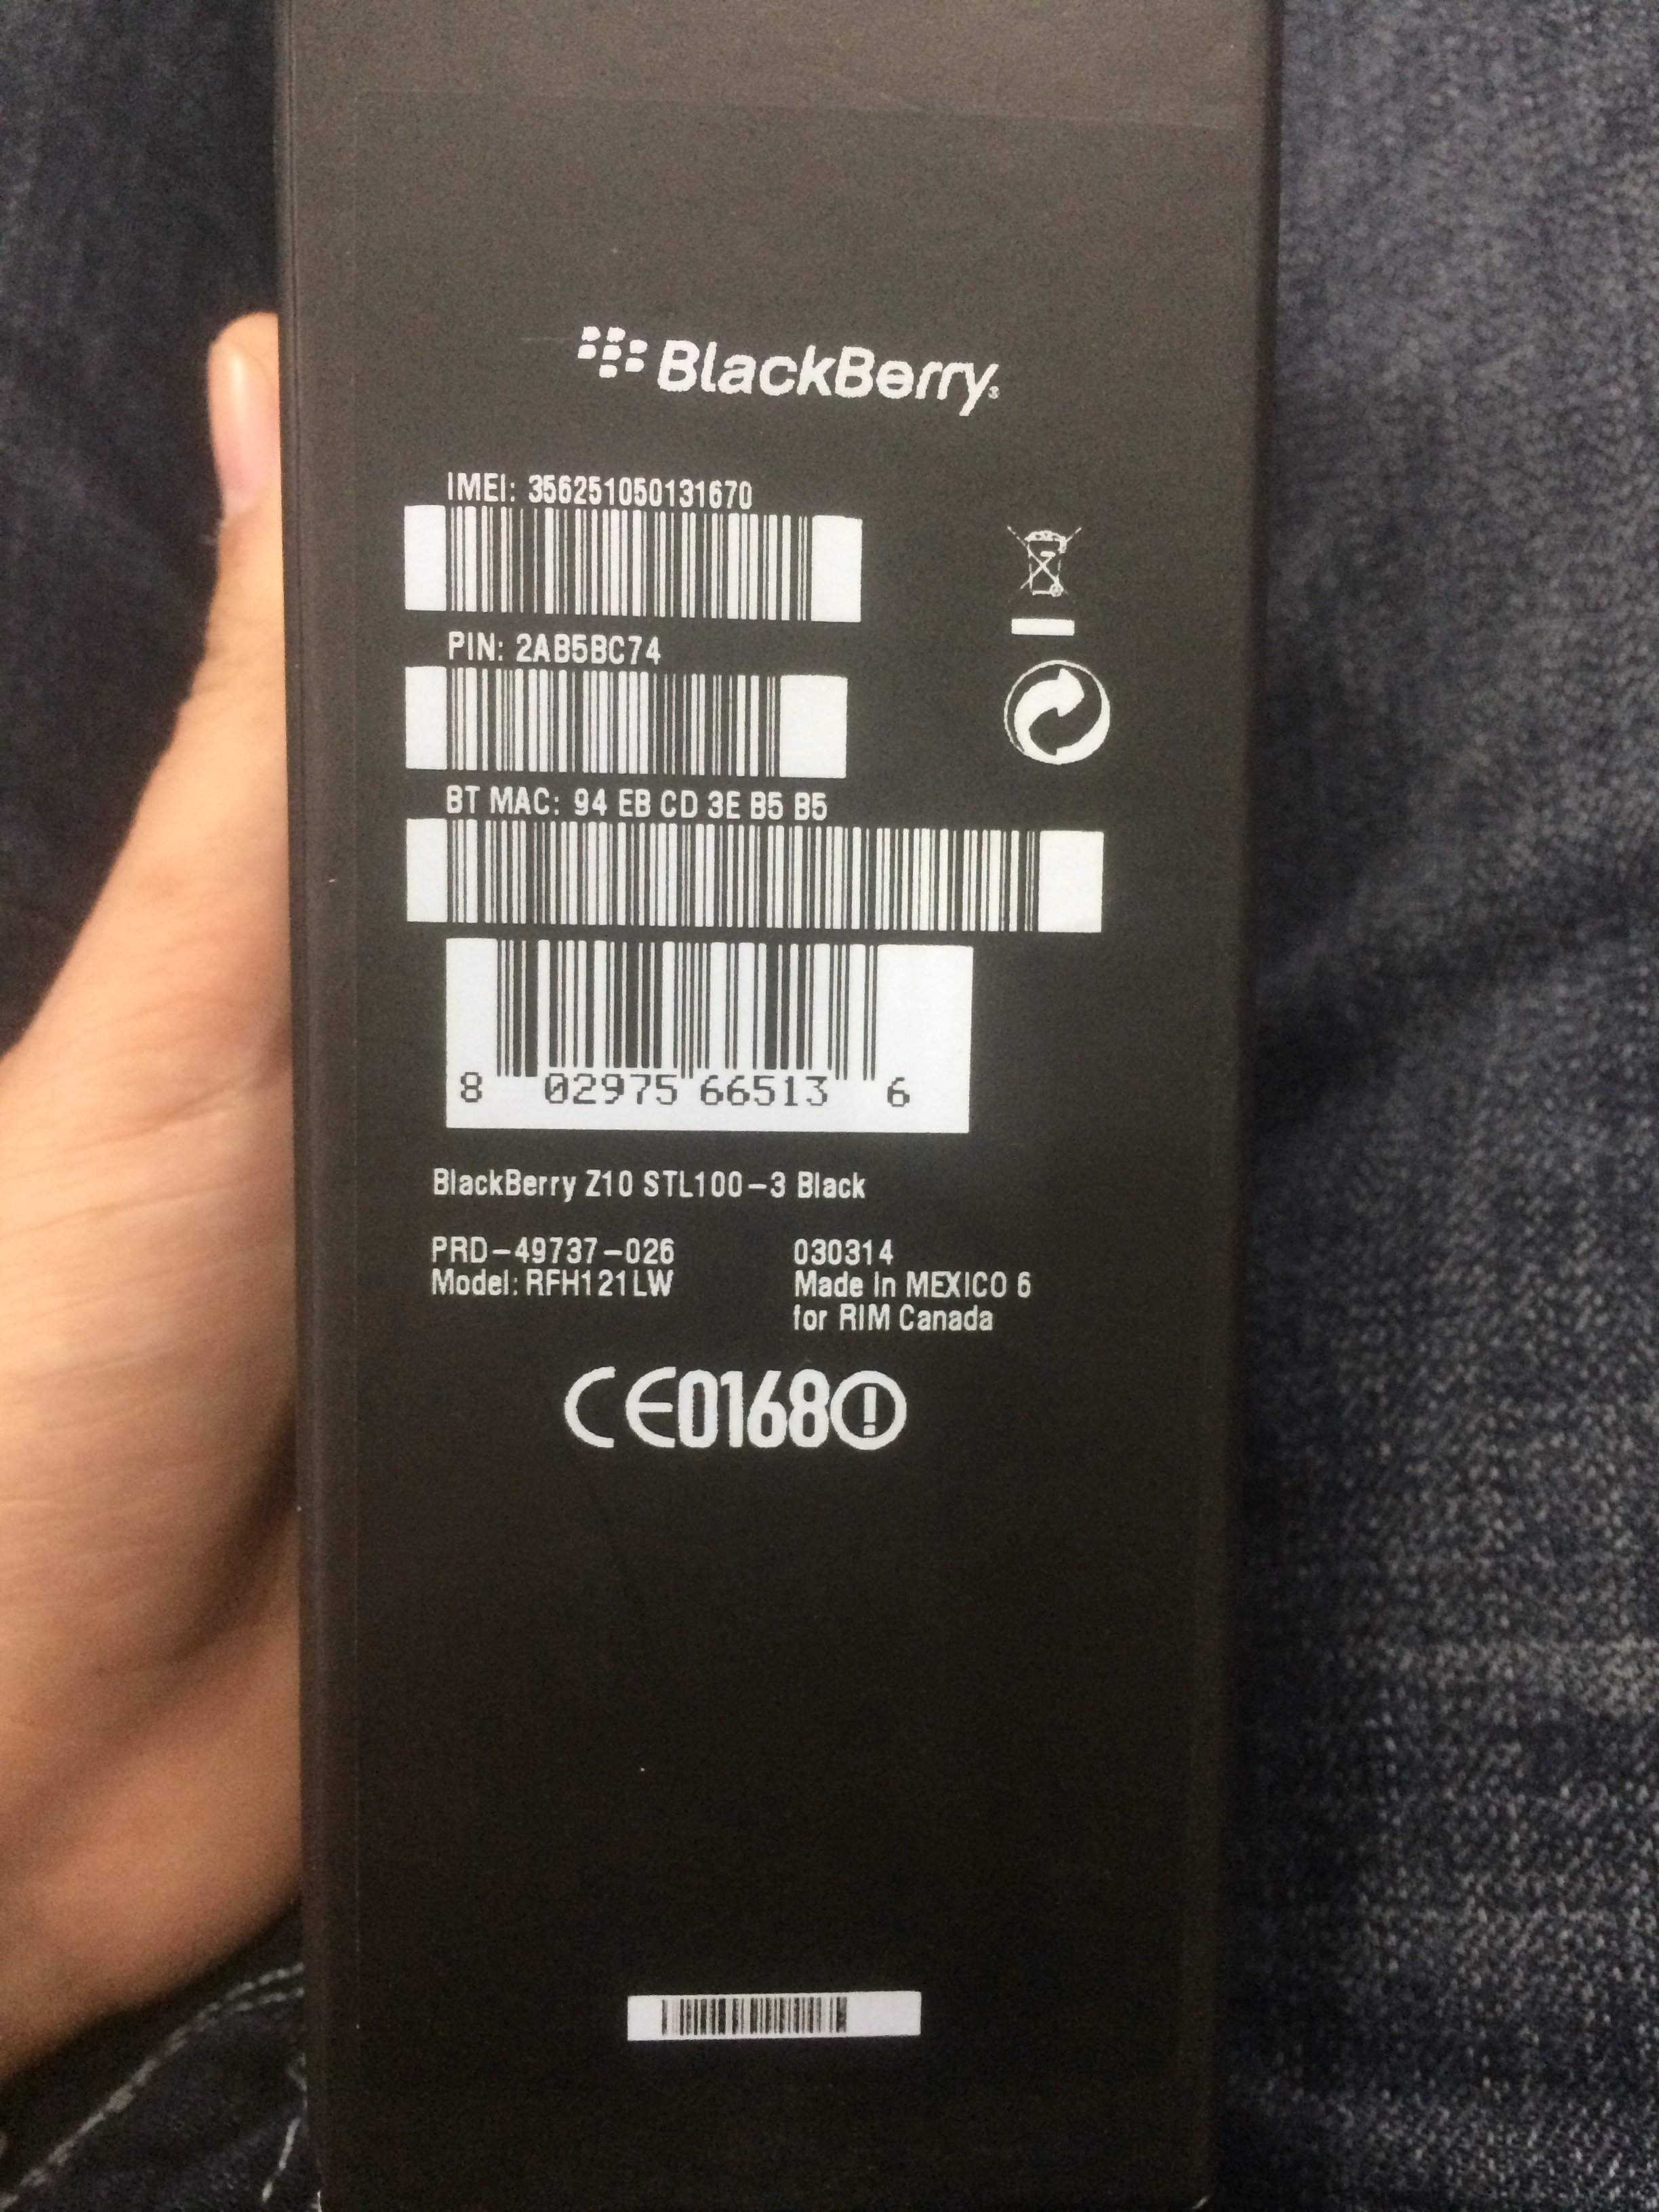 BlackBerry
IMEI: 356251050131670
PIN: 2AB5BC74
BT MAC: 94 EB CD 3E B5 B5
8 02975 66513 6
BlackBerry Z10 STL100-3 Black
PRD-49737-026
Model: RFH121LW
030314
Made in MEXICO 6
for RIM Canada
CE0168!